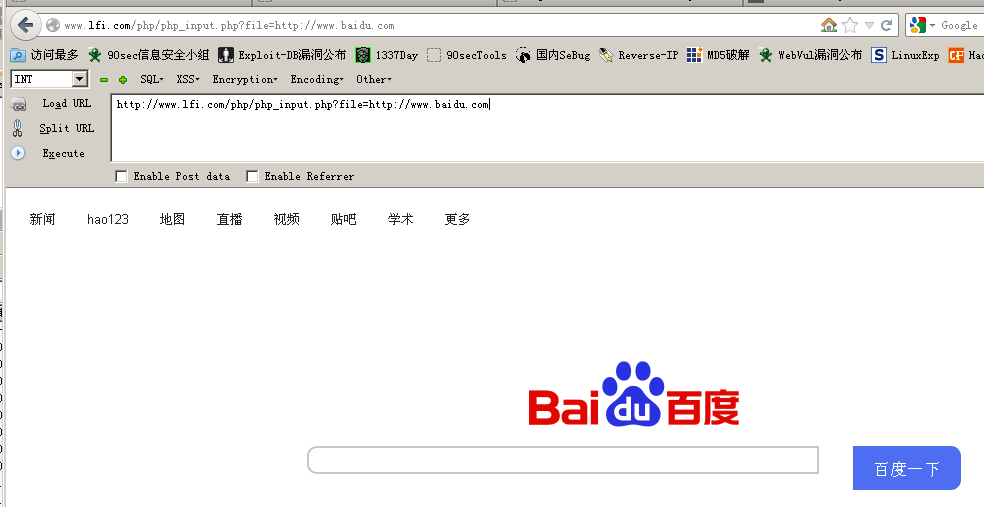 www.lfi.com/php/php_input.php?file=http://www.baidu.com
Google
访问最多 90sec信息安全小组 Exploit-DB漏洞公布 1337Day 90secTools 国内SeBug Reverse-IP MD5破解 WebVul漏洞公布 LinuxExp
INT SQL XSS Encryption Encoding Other
Load URL http://www.lfi.com/php/php_input.php?file=http://www.baidu.com
Split URL
Execute
Enable Post data Enable Referrer
新闻 hao123 地图 直播 视频 贴吧 学术 更多
Bai du 百度
百度一下